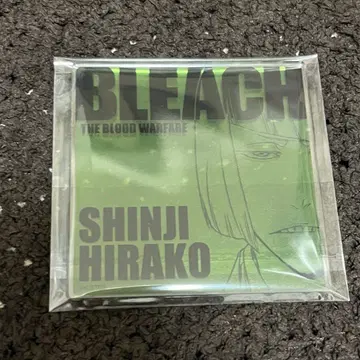 BLEACH
THE BLOOD WARFARE
SHINJI
HIRAKO